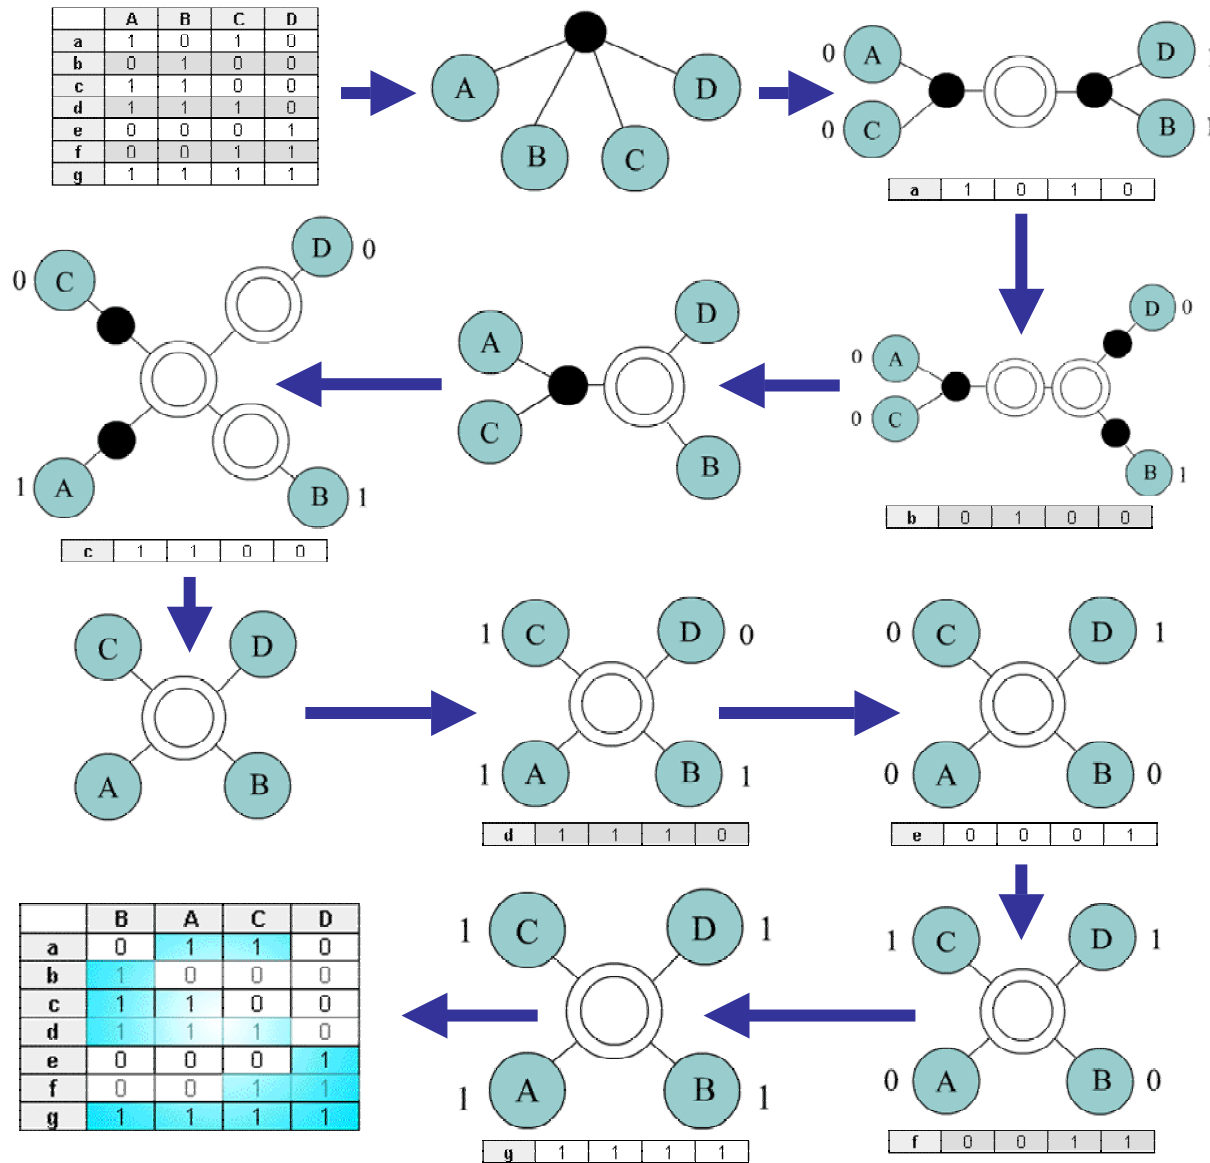 A B C D
a 1 0 1 0
b 0 1 0 0
c 1 1 0 0
d 1 1 1 0
e 0 0 0 1
f 0 0 1 1
g 1 1 1 1
A D
B C
0 A D
0 C B
a 1 0 1 0
0 C D 0
1 A B 1
c 1 1 0 0
A D
C B
0 A D 0
0 C B 1
b 0 1 0 0
C D
A B
1 C D 0
1 A B 1
d 1 1 1 0
0 C D 1
0 A B 0
e 0 0 0 1
B A C D
a 0 1 1 0
b 1 0 0 0
c 1 1 0 0
d 1 1 1 0
e 0 0 0 1
f 0 0 1 1
g 1 1 1 1
1 C D 1
1 A B 1
g 1 1 1 1
1 C D 1
0 A B 0
f 0 0 1 1